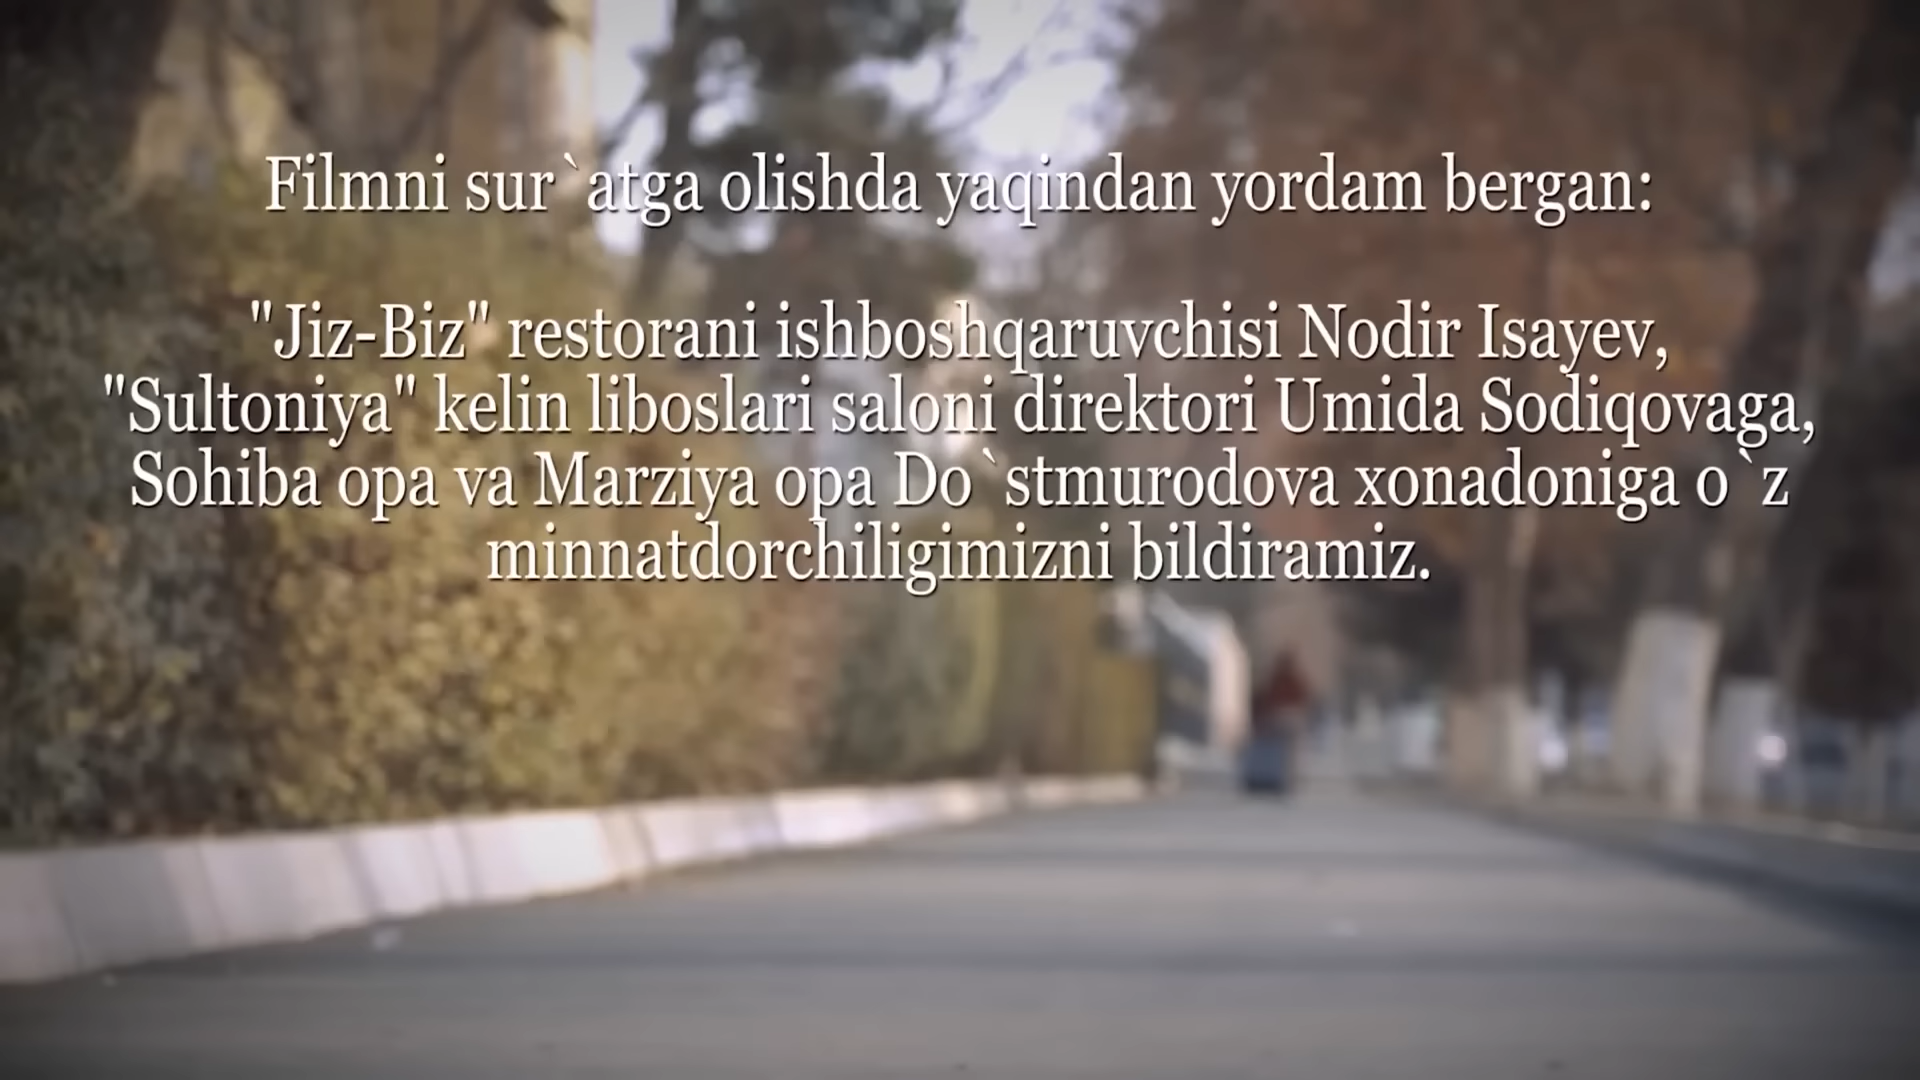 Filmni sur`atga olishda yaqindan yordam bergan:
"Jiz-Biz" restorani ishboshqaruvchisi Nodir Isayev,
"Sultoniya" kelin liboslari saloni direktori Umida Sodiqovaga,
Sohiba opa va Marziya opa Do`stmurodova xonadoniga o`z
minnatdorchiligimizni bildiramiz.